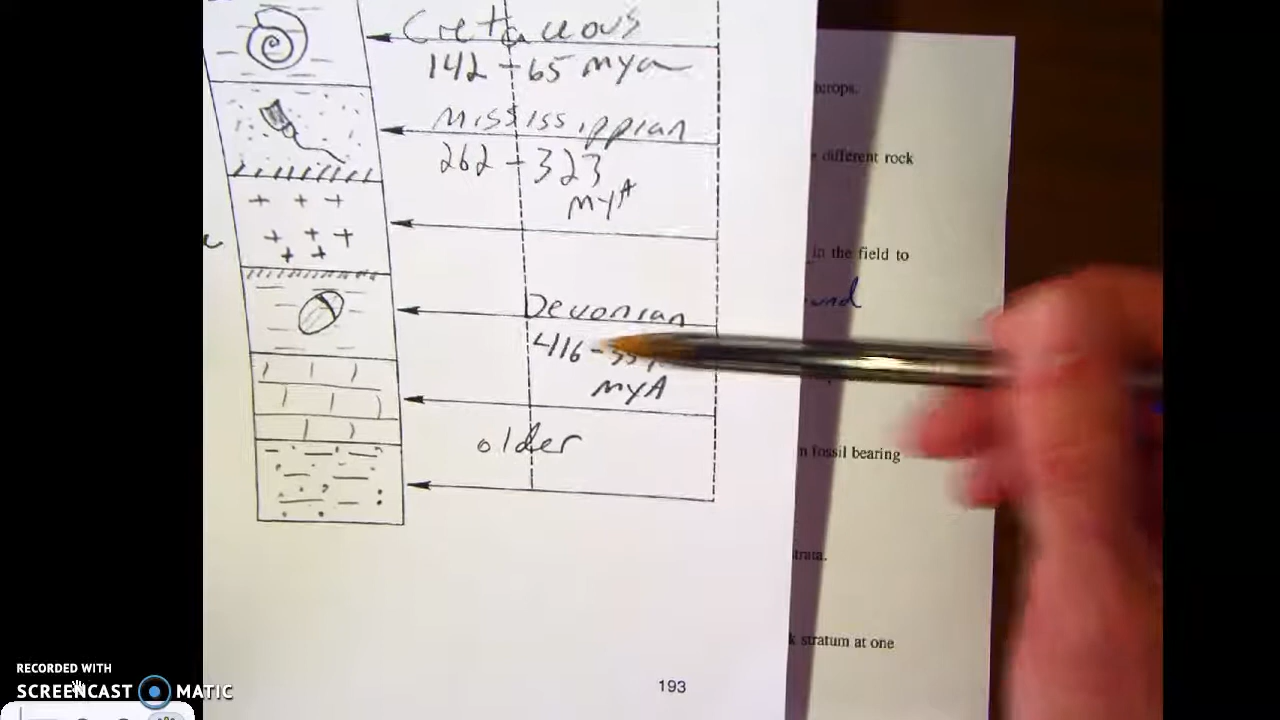 Cretaceous
142 - 65 mya
Mississippian
262 - 323
MYA
Devonian
416 -
MYA
older
193
different rock
in the field to
fossil bearing
stratum at one
RECORDED WITH
SCREENCAST MATIC